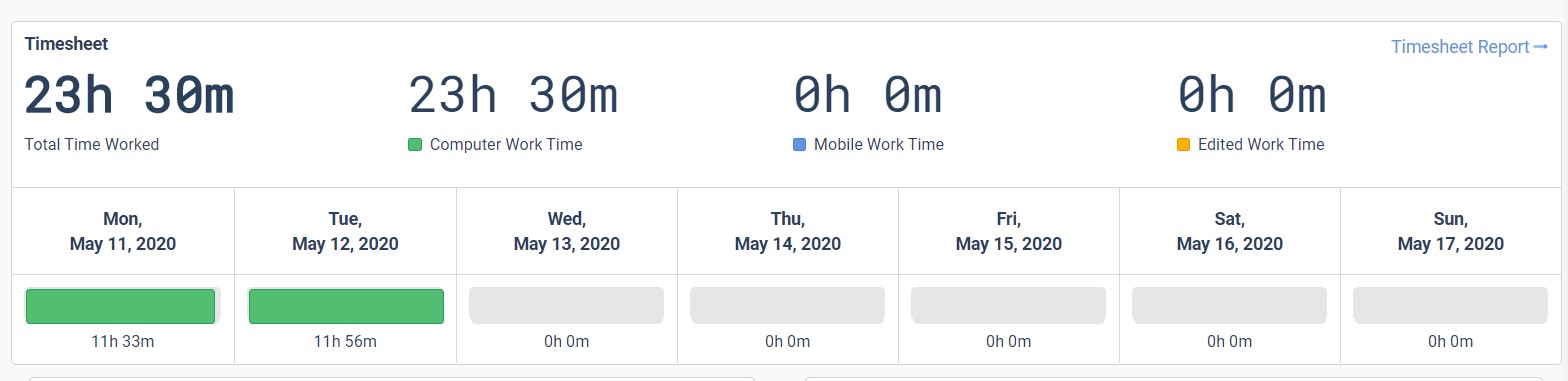 Timesheet
Timesheet Report →
23h 30m
23h 30m
0h 0m
0h 0m
Total Time Worked
Computer Work Time
Mobile Work Time
Edited Work Time
Mon,
May 11, 2020
Tue,
May 12, 2020
Wed,
May 13, 2020
Thu,
May 14, 2020
Fri,
May 15, 2020
Sat,
May 16, 2020
Sun,
May 17, 2020
11h 33m
11h 56m
0h 0m
0h 0m
0h 0m
0h 0m
0h 0m